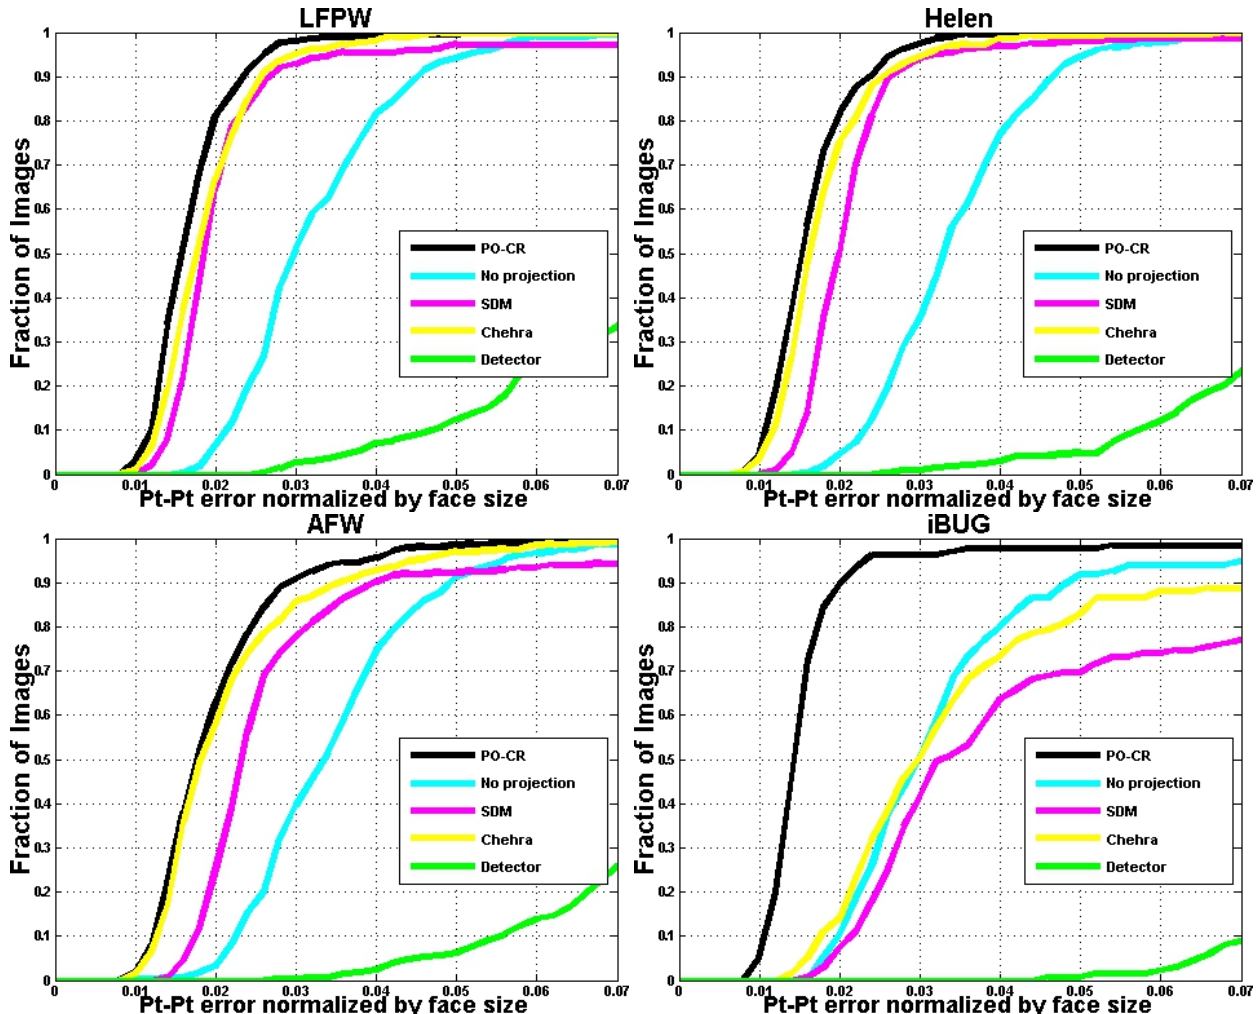 LFPW
Fraction of Images
1
0.9
0.8
0.7
0.6
0.5
0.4
0.3
0.2
0.1
0
PO-CR
No projection
SDM
Chehra
Detector
0 0.01 0.02 0.03 0.04 0.05 0.06 0.07
Pt-Pt error normalized by face size
Helen
Fraction of Images
1
0.9
0.8
0.7
0.6
0.5
0.4
0.3
0.2
0.1
0
PO-CR
No projection
SDM
Chehra
Detector
0 0.01 0.02 0.03 0.04 0.05 0.06 0.07
Pt-Pt error normalized by face size
AFW
Fraction of Images
1
0.9
0.8
0.7
0.6
0.5
0.4
0.3
0.2
0.1
0
PO-CR
No projection
SDM
Chehra
Detector
0 0.01 0.02 0.03 0.04 0.05 0.06 0.07
Pt-Pt error normalized by face size
iBUG
Fraction of Images
1
0.9
0.8
0.7
0.6
0.5
0.4
0.3
0.2
0.1
0
PO-CR
No projection
SDM
Chehra
Detector
0 0.01 0.02 0.03 0.04 0.05 0.06 0.07
Pt-Pt error normalized by face size